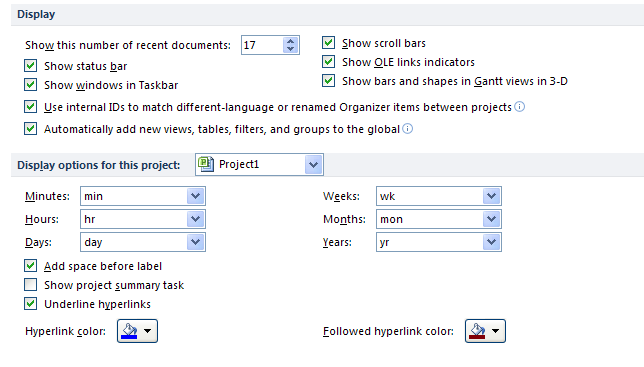 Display
Show this number of recent documents: 17
Show status bar
Show windows in Taskbar
Show scroll bars
Show OLE links indicators
Show bars and shapes in Gantt views in 3-D
Use internal IDs to match different-language or renamed Organizer items between projects
Automatically add new views, tables, filters, and groups to the global
Display options for this project: Project1
Minutes: min
Hours: hr
Days: day
Weeks: wk
Months: mon
Years: yr
Add space before label
Show project summary task
Underline hyperlinks
Hyperlink color:
Followed hyperlink color: